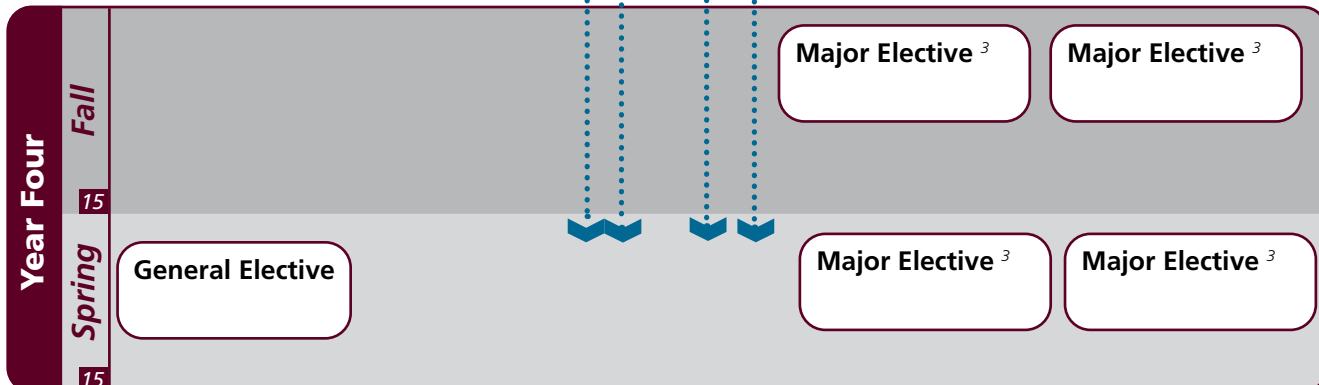 Year Four
Fall
15
Major Elective 3
Major Elective 3
Spring
15
General Elective
Major Elective 3
Major Elective 3